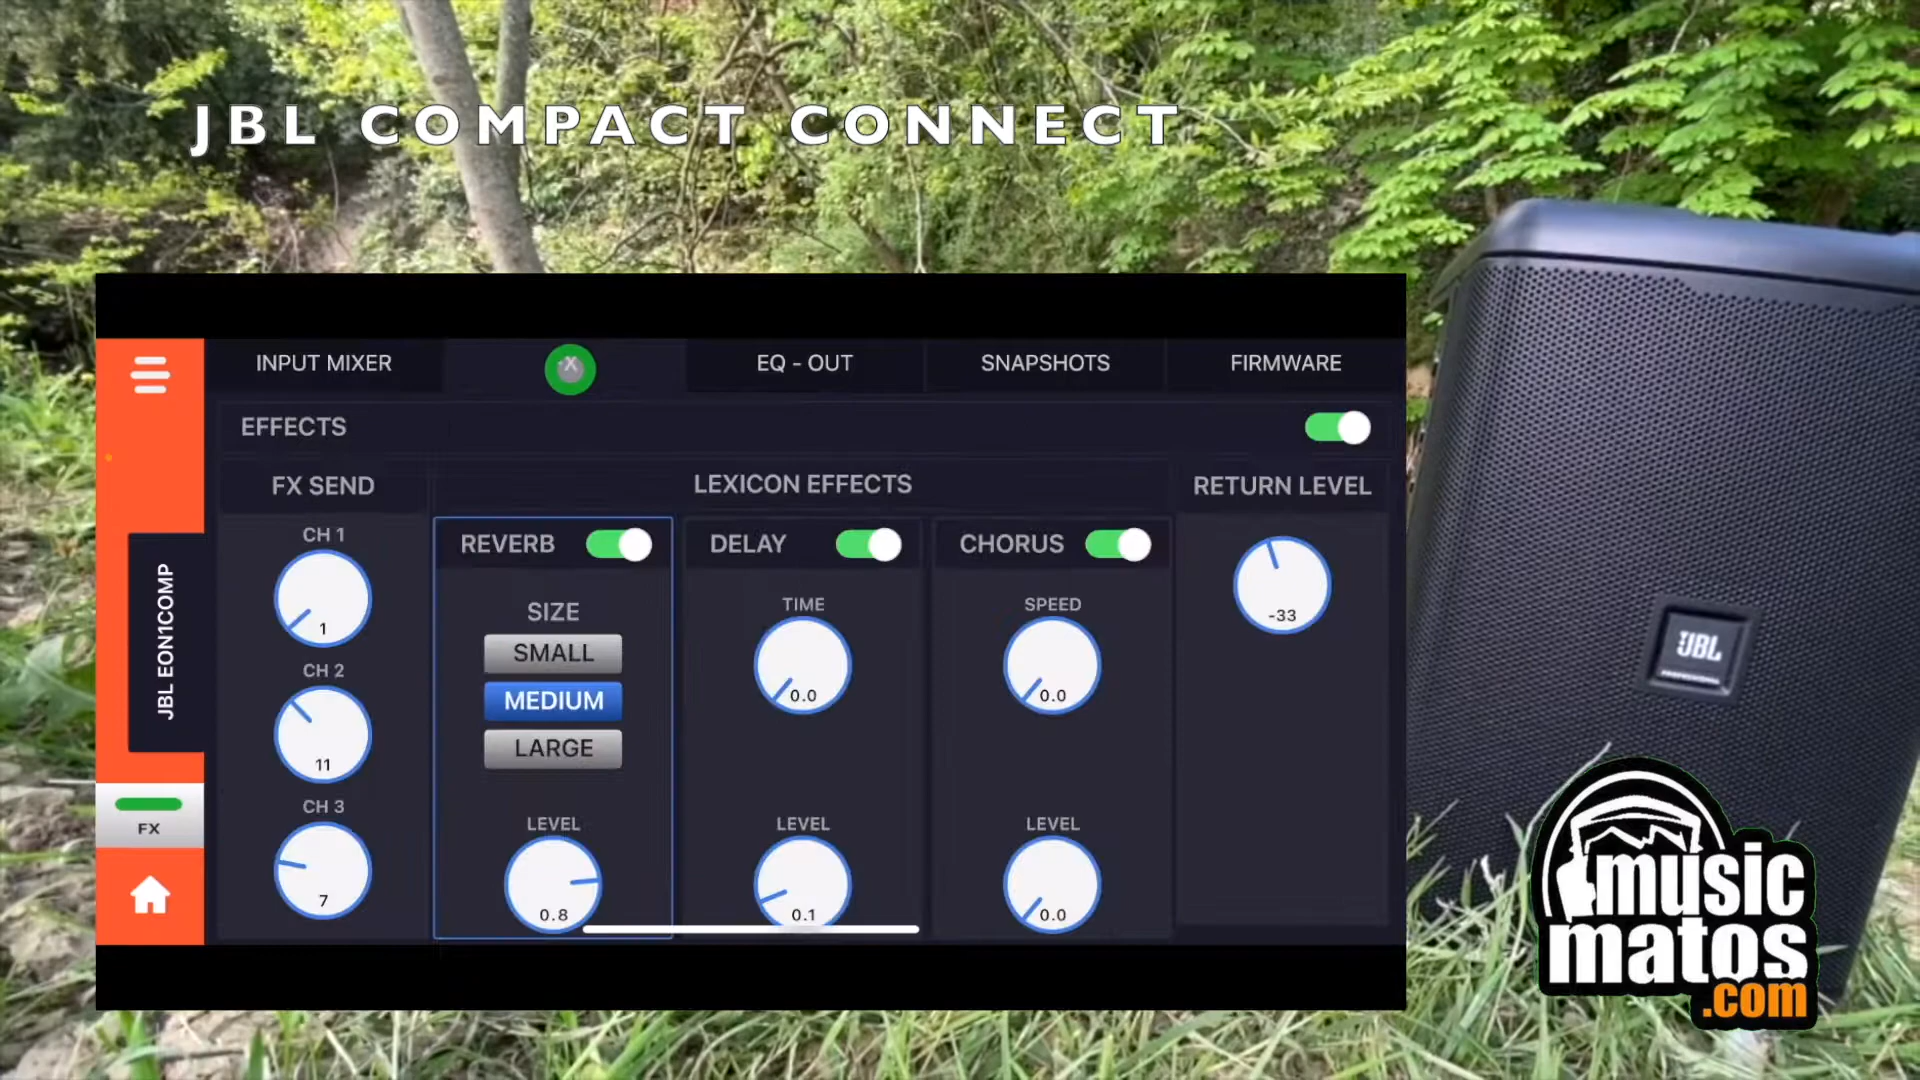 JBL COMPACT CONNECT
INPUT MIXER
X
EQ - OUT
SNAPSHOTS
FIRMWARE
EFFECTS
FX SEND
LEXICON EFFECTS
RETURN LEVEL
CH 1
1
CH 2
11
CH 3
7
REVERB
SIZE
SMALL
MEDIUM
LARGE
LEVEL
0.8
DELAY
TIME
0.0
LEVEL
0.1
CHORUS
SPEED
0.0
LEVEL
0.0
-33
JBL EON1COMP
FX
JBL
PROFESSIONAL
music
matos
.com